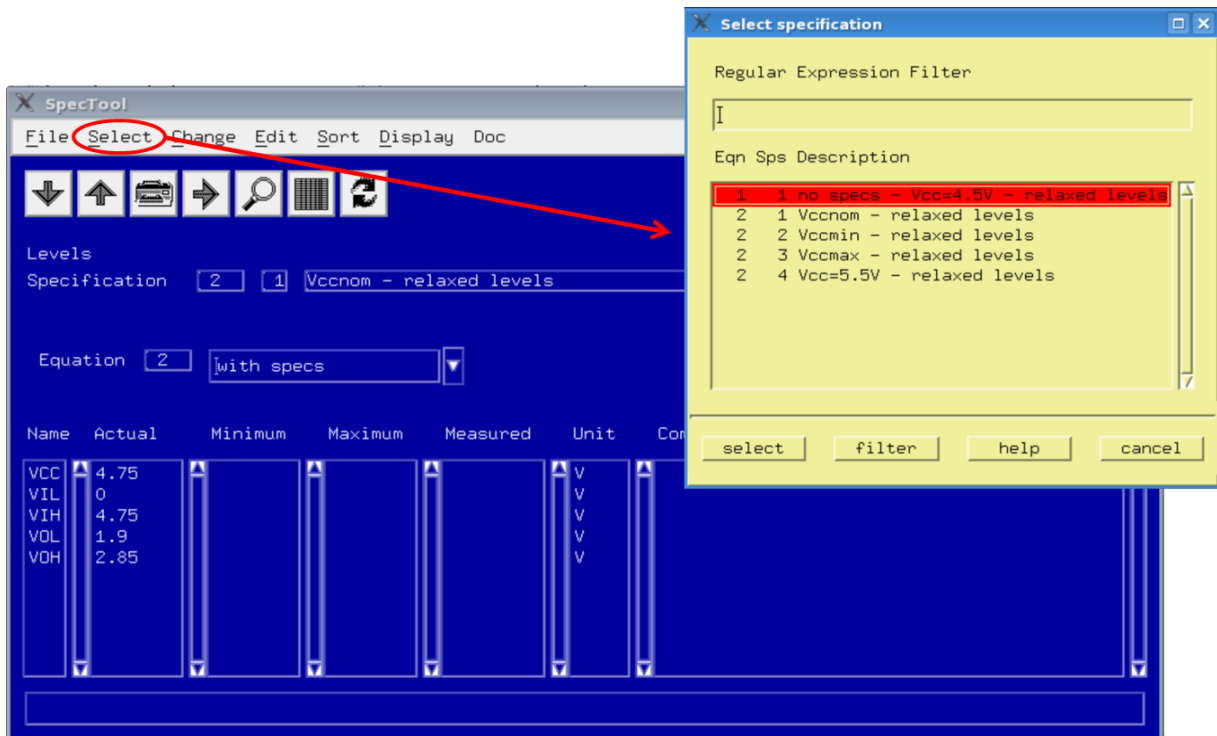 Select specification
Regular Expression Filter
Eqn Sps Description
1 1 no specs - Vcc=4.5V - relaxed levels
2 1 Vccnom - relaxed levels
2 2 Vccmin - relaxed levels
2 3 Vccmax - relaxed levels
2 4 Vcc=5.5V - relaxed levels
select filter help cancel
SpecTool
File Select Change Edit Sort Display Doc
Levels
Specification 2 1 Vccnom - relaxed levels
Equation 2 with specs
Name Actual Minimum Maximum Measured Unit
VCC 4.75 V
VIL 0 V
VIH 4.75 V
VOL 1.9 V
VOH 2.85 V